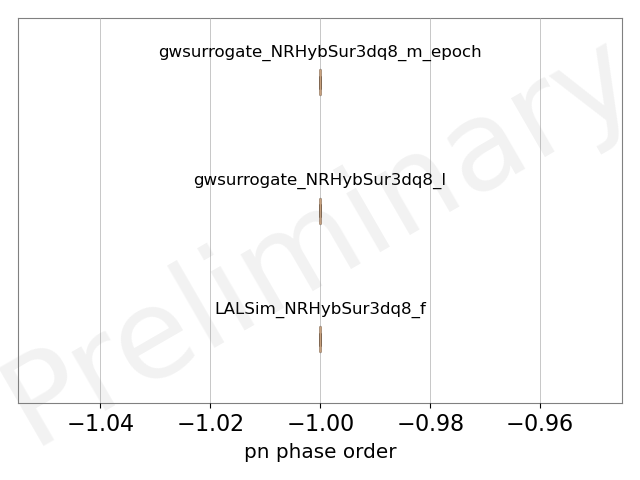 gwsurrogate_NRHybSur3dq8_m_epoch
gwsurrogate_NRHybSur3dq8_l
LALSim_NRHybSur3dq8_f
Preliminary
−1.04 −1.02 −1.00 −0.98 −0.96
pn phase order